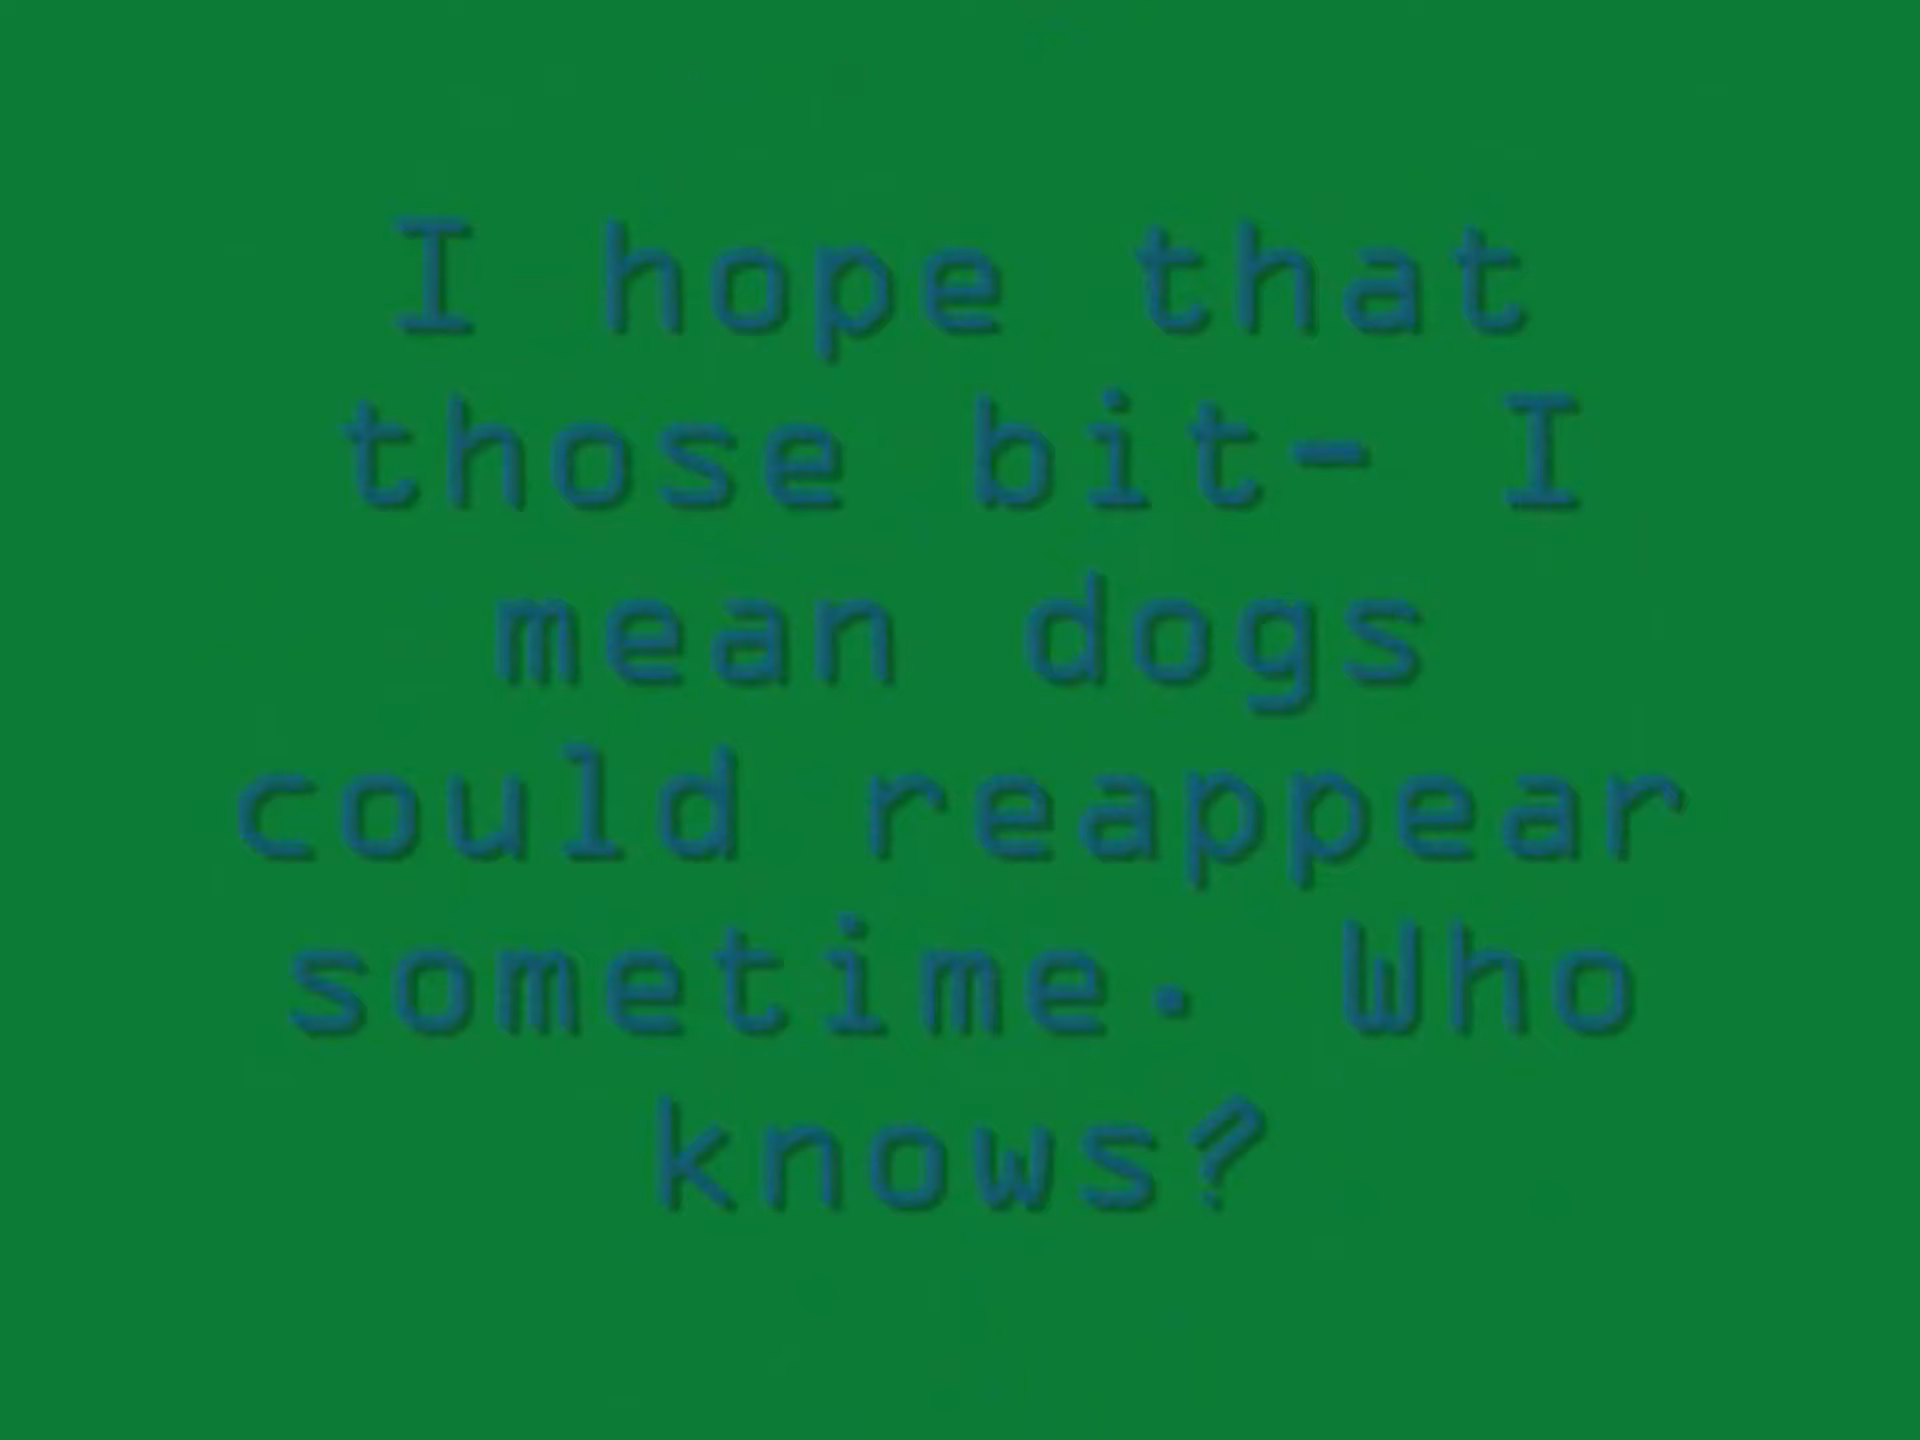 I hope that
those bit- I
mean dogs
could reappear
sometime. Who
knows?